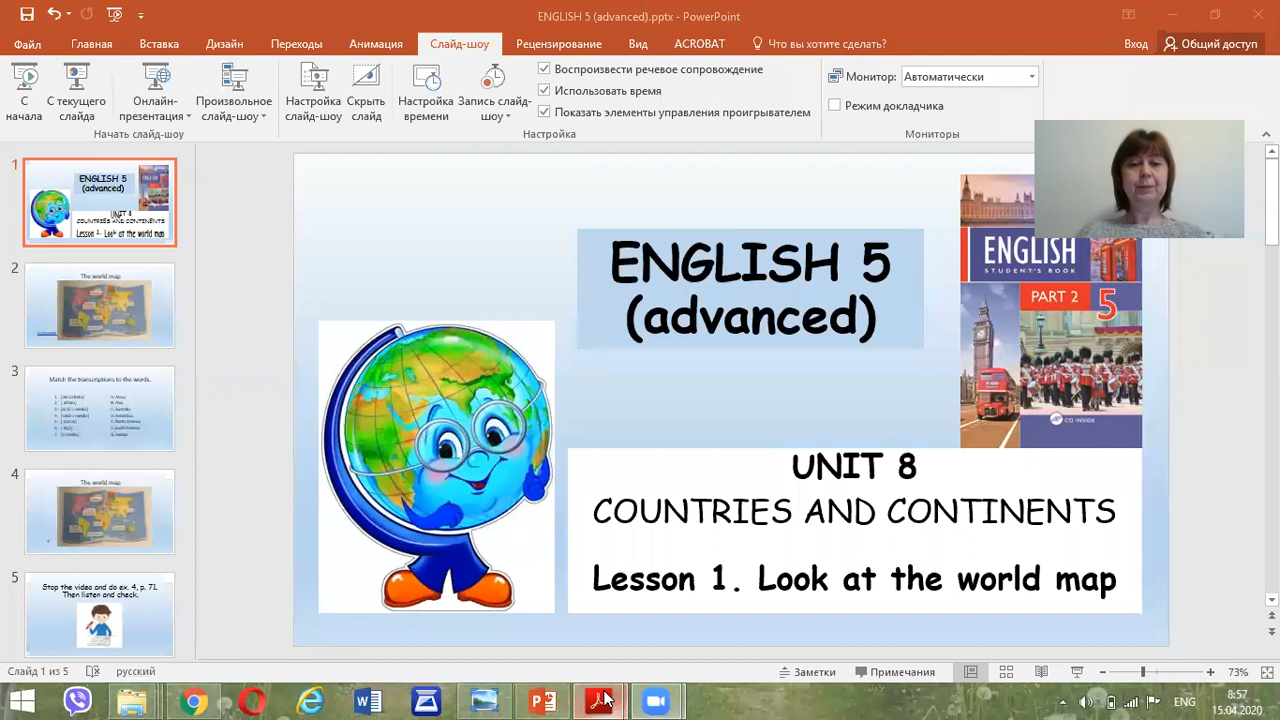 ENGLISH 5 (advanced).pptx - PowerPoint
Файл Главная Вставка Дизайн Переходы Анимация Слайд-шоу Рецензирование Вид ACROBAT Что вы хотите сделать? Вход Общий доступ
С начала
С текущего слайда
Онлайн-презентация
Произвольное слайд-шоу
Настройка слайд-шоу
Скрыть слайд
Настройка времени
Запись слайд-шоу
Воспроизвести речевое сопровождение
Использовать время
Показать элементы управления проигрывателем
Монитор: Автоматически
Режим докладчика
Начать слайд-шоу Настройка Мониторы
1
ENGLISH 5
(advanced)
UNIT 8
COUNTRIES AND CONTINENTS
Lesson 1. Look at the world map
2
The world map
3
Match the transcriptions to the words.
4
The world map
5
Stop the video and do ex. 4, p. 71.
Then listen and check.
ENGLISH 5
(advanced)
ENGLISH
STUDENT'S BOOK
PART 2 5
CD INSIDE
UNIT 8
COUNTRIES AND CONTINENTS
Lesson 1. Look at the world map
Слайд 1 из 5 русский Заметки Примечания 73%
ENG
8:57
15.04.2020